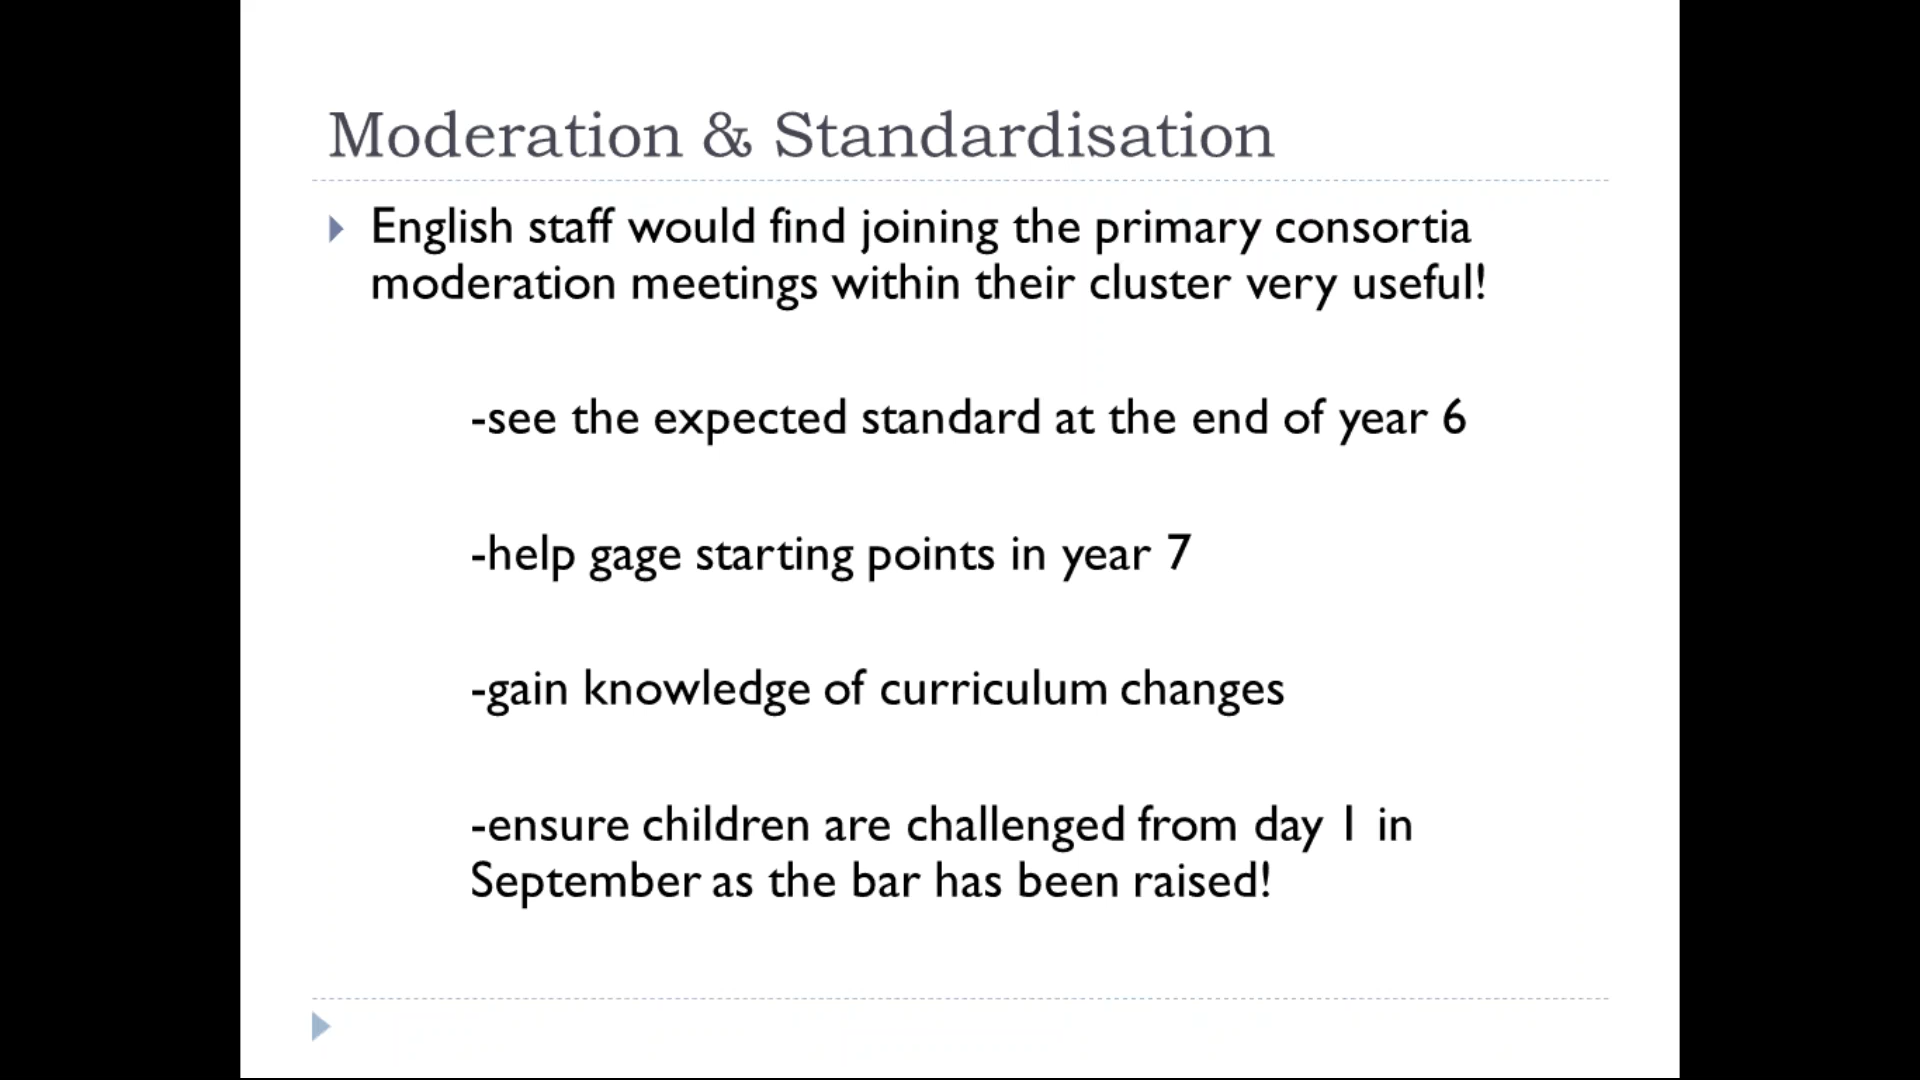 Moderation & Standardisation
English staff would find joining the primary consortia
moderation meetings within their cluster very useful!
-see the expected standard at the end of year 6
-help gage starting points in year 7
-gain knowledge of curriculum changes
-ensure children are challenged from day 1 in
September as the bar has been raised!